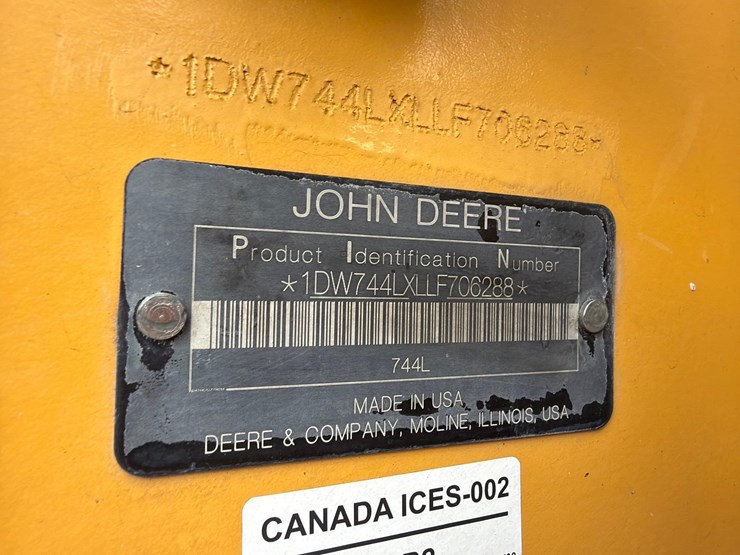 *1DW744LXLLF706288*
JOHN DEERE
Product Identification Number
*1DW744LXLLF706288*
744L
MADE IN USA
DEERE & COMPANY, MOLINE, ILLINOIS, USA
CANADA ICES-002